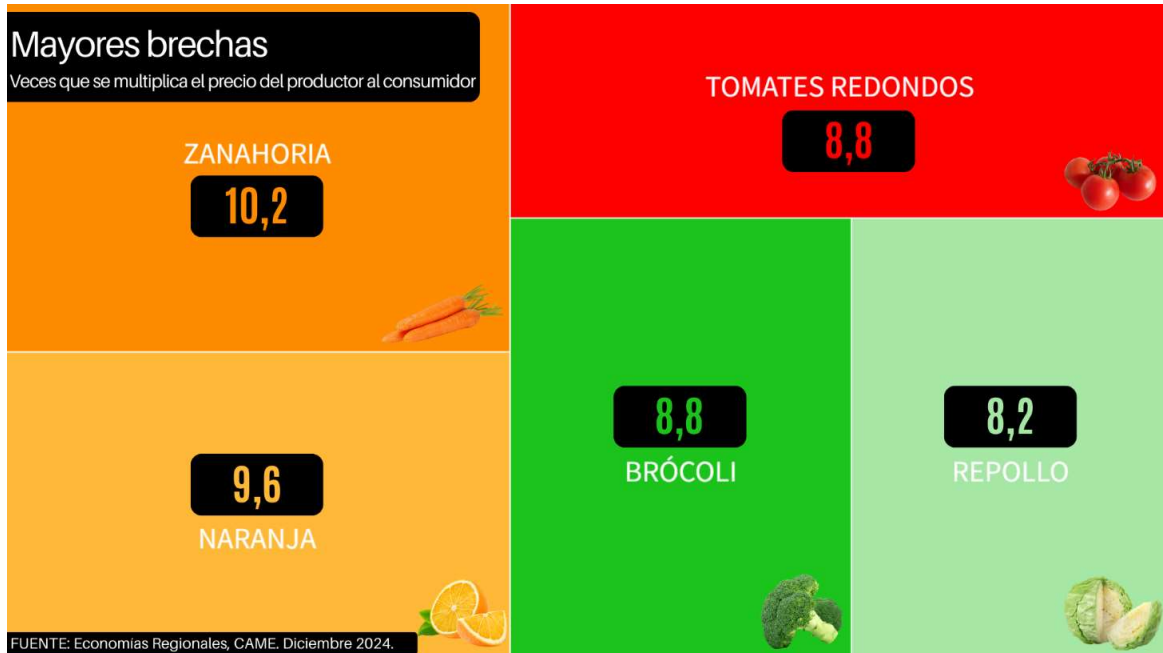 Mayores brechas
Veces que se multiplica el precio del productor al consumidor
ZANAHORIA
10,2
TOMATES REDONDOS
8,8
9,6
NARANJA
8,8
BRÓCOLI
8,2
REPOLLO
FUENTE: Economías Regionales, CAME. Diciembre 2024.